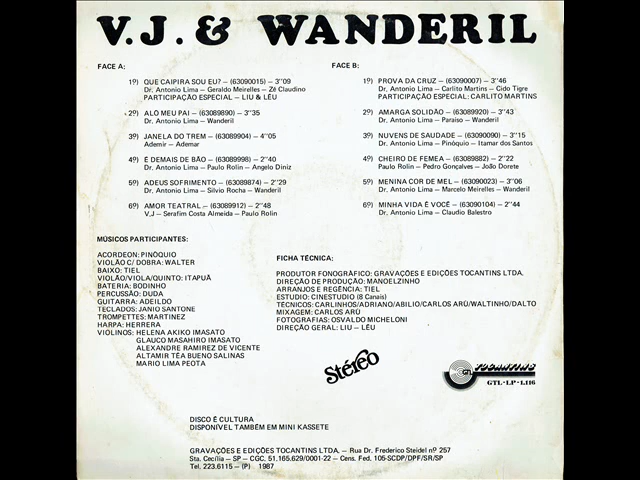 V.J. & WANDERIL
FACE A:
1º) QUE CAIPIRA SOU EU? – (63090015) – 3"09
Dr. Antonio Lima – Geraldo Meirelles – Zé Claudino
PARTICIPAÇÃO ESPECIAL – LIU & LÉU
2º) ALO MEU PAI – (63089890) – 3"35
Dr. Antonio Lima – Wanderil
3º) JANELA DO TREM – (63089904) – 4"05
Ademir – Ademar
4º) É DEMAIS DE BÃO – (63089998) – 2"40
Dr. Antonio Lima – Paulo Rolin – Angelo Diniz
5º) ADEUS SOFRIMENTO – (63089874) – 2"29
Dr. Antonio Lima – Silvio Rocha – Wanderil
6º) AMOR TEATRAL – (63089912) – 2"48
V.J – Serafim Costa Almeida – Paulo Rolin
FACE B:
1º) PROVA DA CRUZ – (63090007) – 3"46
Dr. Antonio Lima – Carlito Martins – Cido Tigre
PARTICIPAÇÃO ESPECIAL: CARLITO MARTINS
2º) AMARGA SOLIDÃO – (63089920) – 3"43
Dr. Antonio Lima – Paraiso – Wanderil
3º) NUVENS DE SAUDADE – (63090090) – 3"15
Dr. Antonio Lima – Pinóquio – Itamar dos Santos
4º) CHEIRO DE FEMEA – (63089882) – 2"22
Paulo Rolin – Pedro Gonçalves – João Dorete
5º) MENINA COR DE MEL – (63090023) – 3"06
Dr. Antonio Lima – Marcelo Meirelles – Wanderil
6º) MINHA VIDA É VOCÊ – (63090104) – 2"44
Dr. Antonio Lima – Claudio Balestro
MÚSICOS PARTICIPANTES:
ACORDEON: PINÓQUIO
VIOLÃO C/ DOBRA: WALTER
BAIXO: TIEL
VIOLÃO/VIOLA/QUINTO: ITAPUÃ
BATERIA: BODINHO
PERCUSSÃO: DUDA
GUITARRA: ADEILDO
TECLADOS: JANIO SANTONE
TROMPETTES: MARTINEZ
HARPA: HERRERA
VIOLINOS: HELENA AKIKO IMASATO
GLAUCO MASAHIRO IMASATO
ALEXANDRE RAMIREZ DE VICENTE
ALTAMIR TÉA BUENO SALINAS
MARIO LIMA PEOTA
FICHA TÉCNICA:
PRODUTOR FONOGRÁFICO: GRAVAÇÕES E EDIÇÕES TOCANTINS LTDA.
DIREÇÃO DE PRODUÇÃO: MANOELZINHO
ARRANJOS E REGÊNCIA: TIEL
ESTUDIO: CINESTUDIO (8 Canais)
TECNICOS: CARLINHOS/ADRIANO/ABILIO/CARLOS ARÚ/WALTINHO/DALTO
MIXAGEM: CARLOS ARÚ
FOTOGRAFIAS: OSVALDO MICHELONI
DIREÇÃO GERAL: LIU – LÉU
Stéreo
GTL TOCANTINS
GTL-LP-1.116
DISCO É CULTURA
DISPONÍVEL TAMBÉM EM MINI KASSETE
GRAVAÇÕES E EDIÇÕES TOCANTINS LTDA. – Rua Dr. Frederico Steidel nº 257
Sta. Cecília – SP – CGC. 51.165.629/0001-22 – Cens. Fed. 105-SCDP/DPF/SR/SP
Tel. 223.6115 – (P) 1987